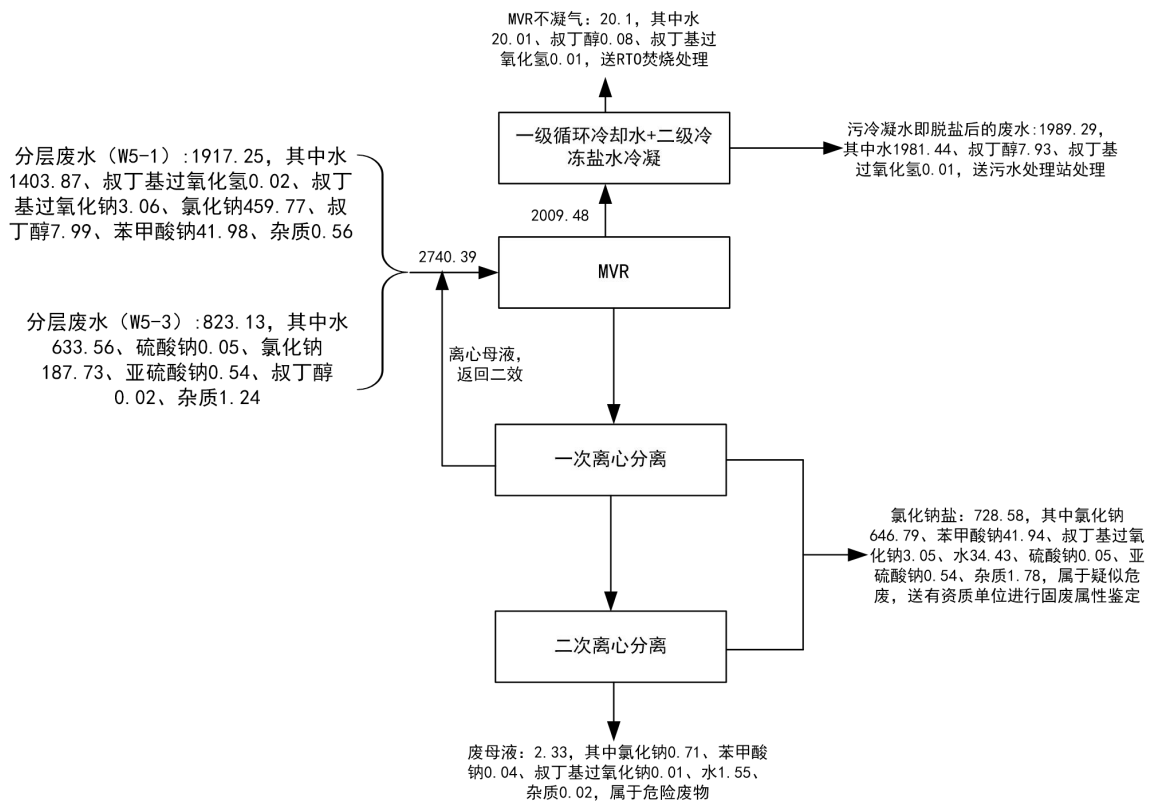 MVR不凝气：20.1，其中水
20.01、叔丁醇0.08、叔丁基过
氧化氢0.01，送RTO焚烧处理
一级循环冷却水+二级冷
冻盐水冷凝
污冷凝水即脱盐后的废水:1989.29，
其中水1981.44、叔丁醇7.93、叔丁基
过氧化氢0.01，送污水处理站处理
分层废水（W5-1）:1917.25，其中水
1403.87、叔丁基过氧化氢0.02、叔丁
基过氧化钠3.06、氯化钠459.77、叔
丁醇7.99、苯甲酸钠41.98、杂质0.56
2009.48
2740.39
MVR
分层废水（W5-3）:823.13，其中水
633.56、硫酸钠0.05、氯化钠
187.73、亚硫酸钠0.54、叔丁醇
0.02、杂质1.24
离心母液，
返回二效
一次离心分离
氯化钠盐：728.58，其中氯化钠
646.79、苯甲酸钠41.94、叔丁基过氧
化钠3.05、水34.43、硫酸钠0.05、亚
硫酸钠0.54、杂质1.78，属于疑似危
废，送有资质单位进行固废属性鉴定
二次离心分离
废母液：2.33，其中氯化钠0.71、苯甲酸
钠0.04、叔丁基过氧化钠0.01、水1.55、
杂质0.02，属于危险废物